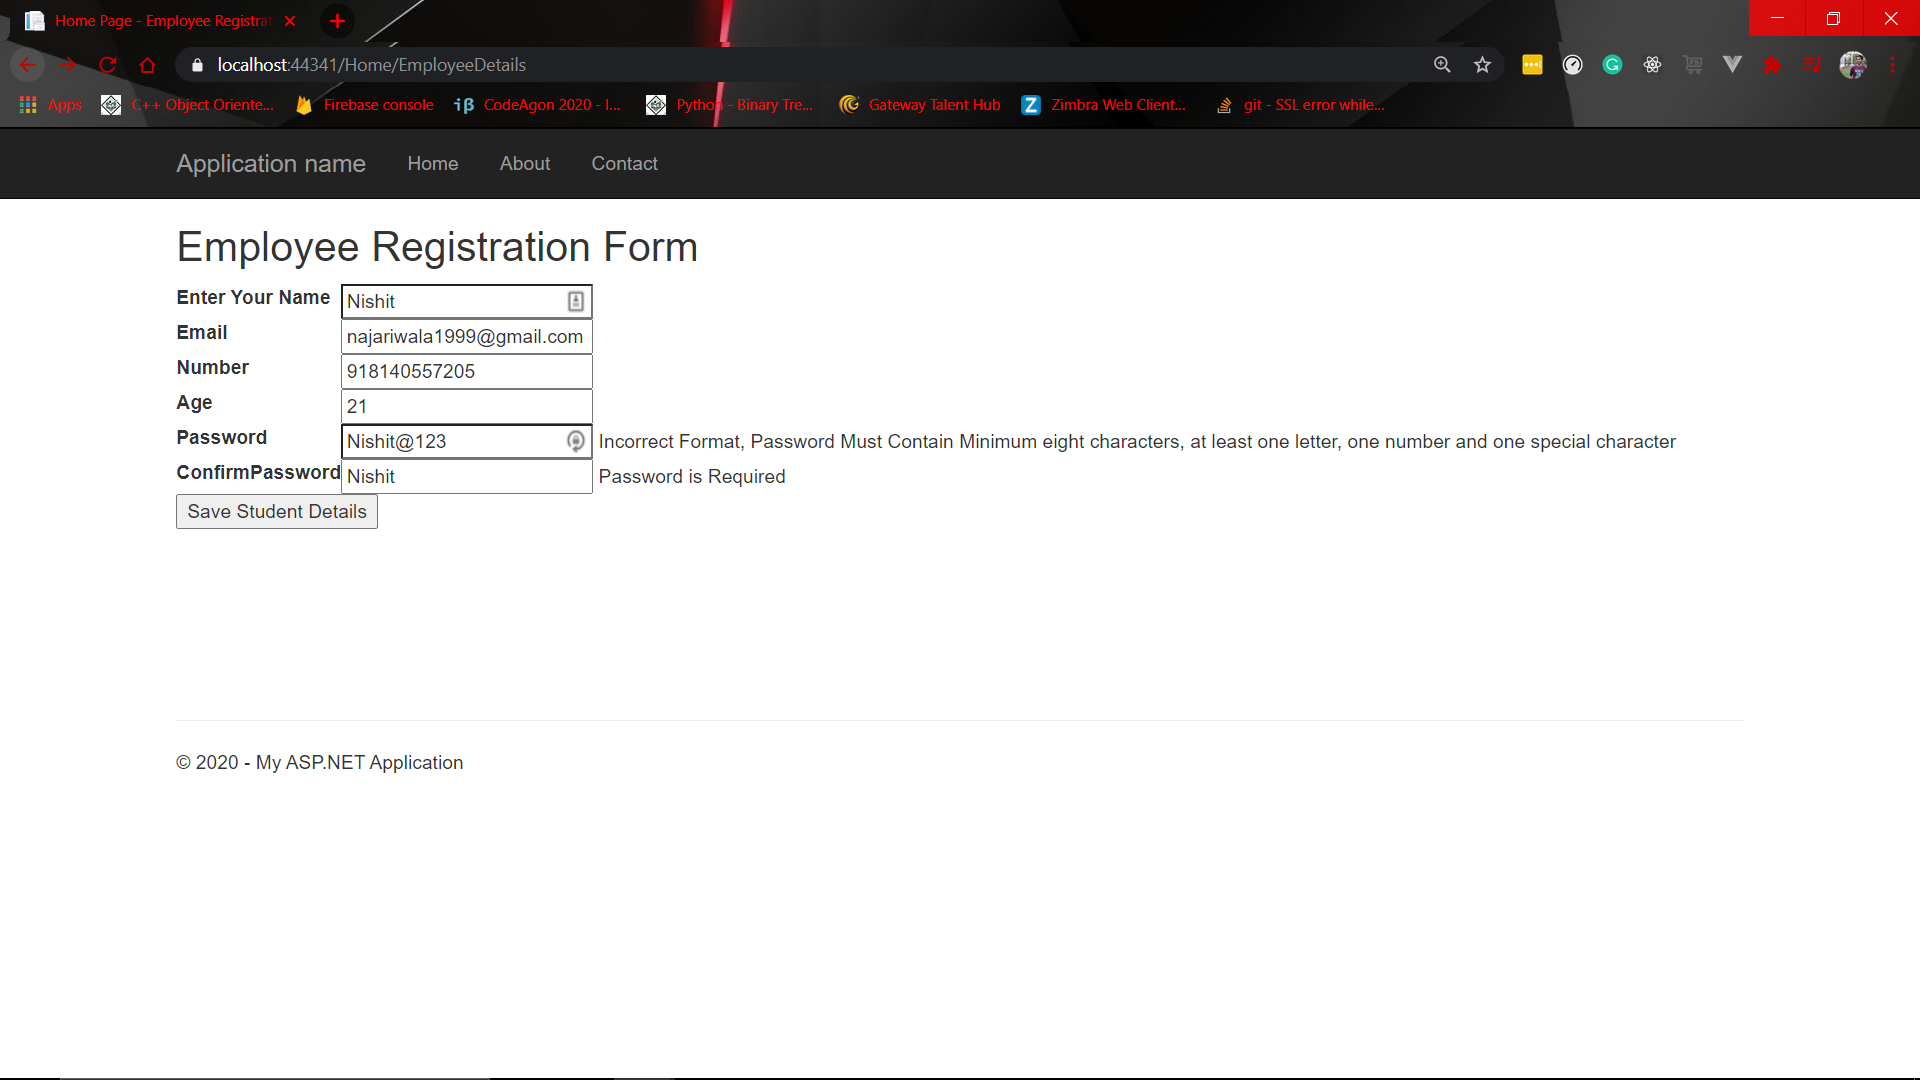 Home Page - Employee Registrat
localhost:44341/Home/EmployeeDetails
Apps C++ Object Oriente... Firebase console iβ CodeAgon 2020 - I... Python - Binary Tre... Gateway Talent Hub Z Zimbra Web Client... git - SSL error while...
Application name Home About Contact
Employee Registration Form
Enter Your Name Nishit
Email najariwala1999@gmail.com
Number 918140557205
Age 21
Password Nishit@123 Incorrect Format, Password Must Contain Minimum eight characters, at least one letter, one number and one special character
ConfirmPassword Nishit Password is Required
Save Student Details
© 2020 - My ASP.NET Application